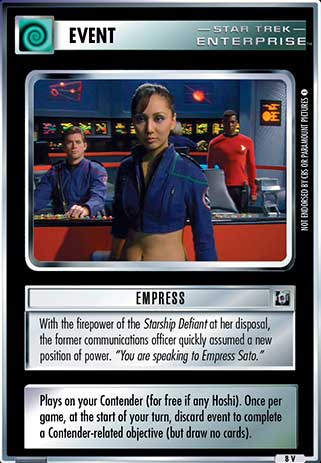 EVENT
STAR TREK
ENTERPRISE™
NOT ENDORSED BY CBS OR PARAMOUNT PICTURES
EMPRESS
With the firepower of the Starship Defiant at her disposal,
the former communications officer quickly assumed a
new position of power. "You are speaking to Empress Sato."
Plays on your Contender (for free if any Hoshi). Once per
game, at the start of your turn, discard event to complete
a Contender-related objective (but draw no cards).
8 V